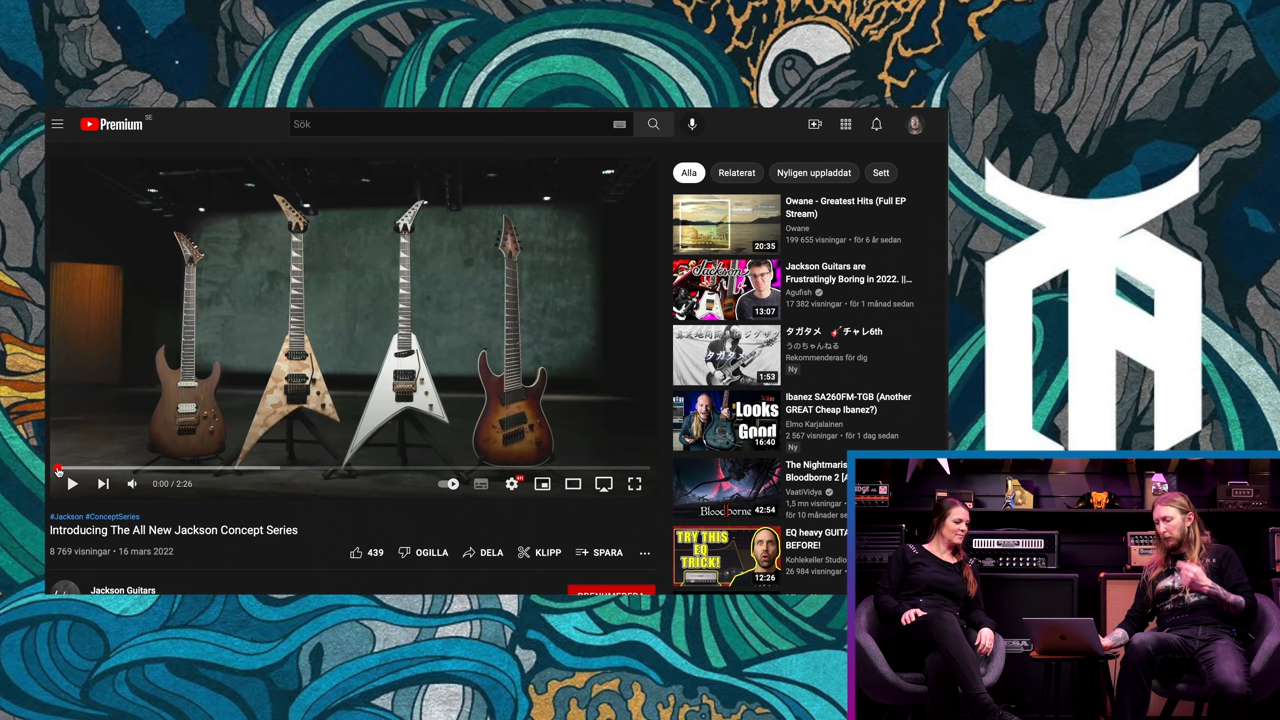 Premium
SE
Sök
Alla
Relaterat
Nyligen uppladdat
Sett
20:35
Owane - Greatest Hits (Full EP
Stream)
Owane
199 655 visningar • för 6 år sedan
Jackson
13:07
Jackson Guitars are
Frustratingly Boring in 2022. ||...
Agufish
17 382 visningar • för 1 månad sedan
タガタメ
1:53
タガタメ 🎸チャレ6th
うのちゃんねる
Rekommenderas för dig
Ny
Looks
Good
16:40
Ibanez SA260FM-TGB (Another
GREAT Cheap Ibanez?)
Elmo Karjalainen
2 567 visningar • för 1 dag sedan
Ny
Bloodborne
42:54
The Nightmaris
Bloodborne 2 [A
VaatiVidya
1,5 mn visningar •
för 10 månader se
TRY THIS
EQ
TRICK!
12:26
EQ heavy GUITA
BEFORE!
Kohlekeller Studio
26 984 visningar •
0:00 / 2:26
#Jackson #ConceptSeries
Introducing The All New Jackson Concept Series
8 769 visningar • 16 mars 2022
439
OGILLA
DELA
KLIPP
SPARA
...
Jackson Guitars